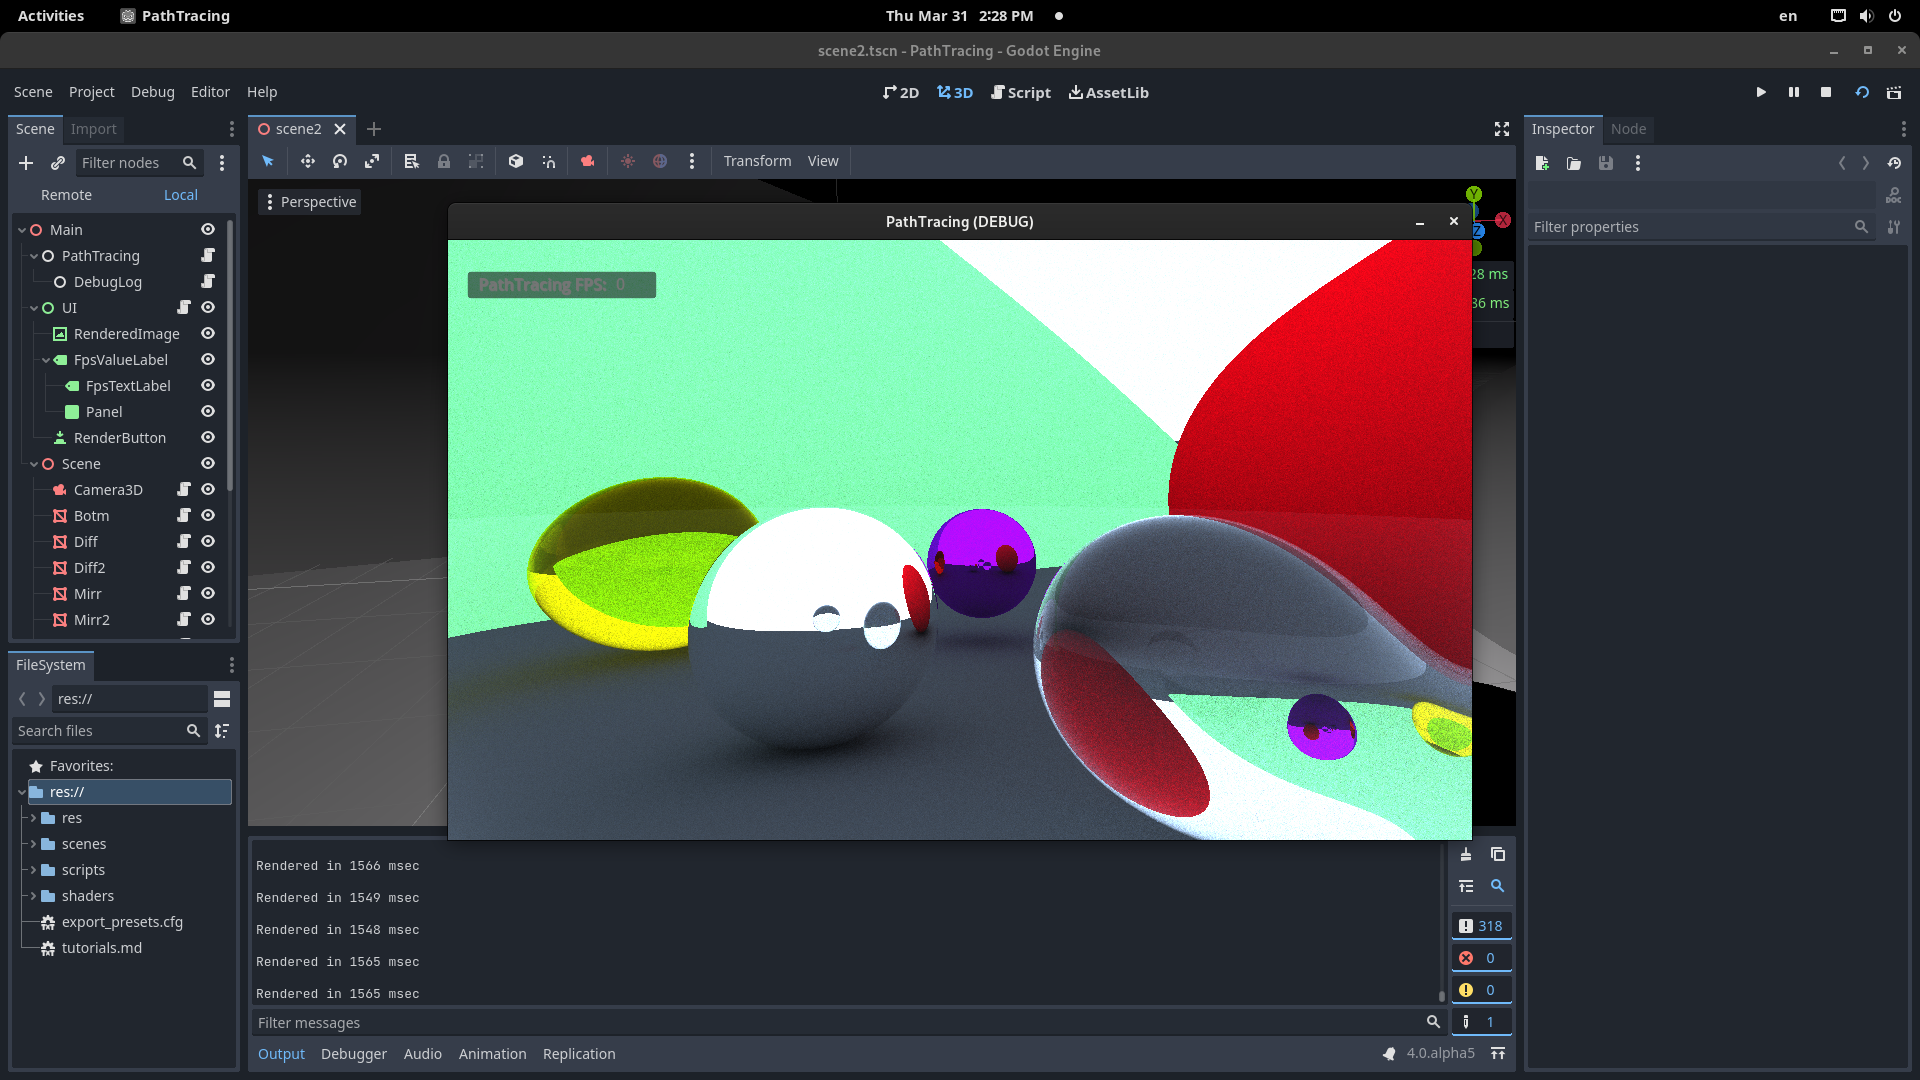 Activities PathTracing Thu Mar 31 2:28 PM en
scene2.tscn - PathTracing - Godot Engine
Scene Project Debug Editor Help 2D 3D Script AssetLib
Scene Import scene2 Inspector Node
Filter nodes Transform View
Remote Local
Perspective
Filter properties
PathTracing (DEBUG)
Y X Z
28 ms
36 ms
PathTracing FPS: 0
Main
PathTracing
DebugLog
UI
RenderedImage
FpsValueLabel
FpsTextLabel
Panel
RenderButton
Scene
Camera3D
Botm
Diff
Diff2
Mirr
Mirr2
FileSystem
res://
Search files
Favorites:
res://
res
scenes
scripts
shaders
export_presets.cfg
tutorials.md
Rendered in 1566 msec
Rendered in 1549 msec
Rendered in 1548 msec
Rendered in 1565 msec
Rendered in 1565 msec
318
0
0
1
Filter messages
Output Debugger Audio Animation Replication 4.0.alpha5